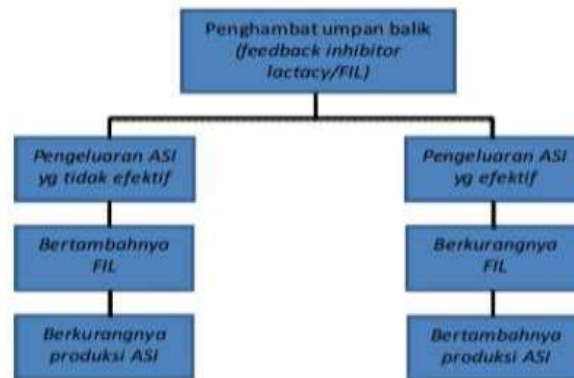 Penghambat umpan balik
(feedback inhibitor
lactacy/FIL)
Pengeluaran ASI
yg tidak efektif
Bertambahnya
FIL
Berkurangnya
produksi ASI
Pengeluaran ASI
yg efektif
Berkurangnya
FIL
Bertambahnya
produksi ASI